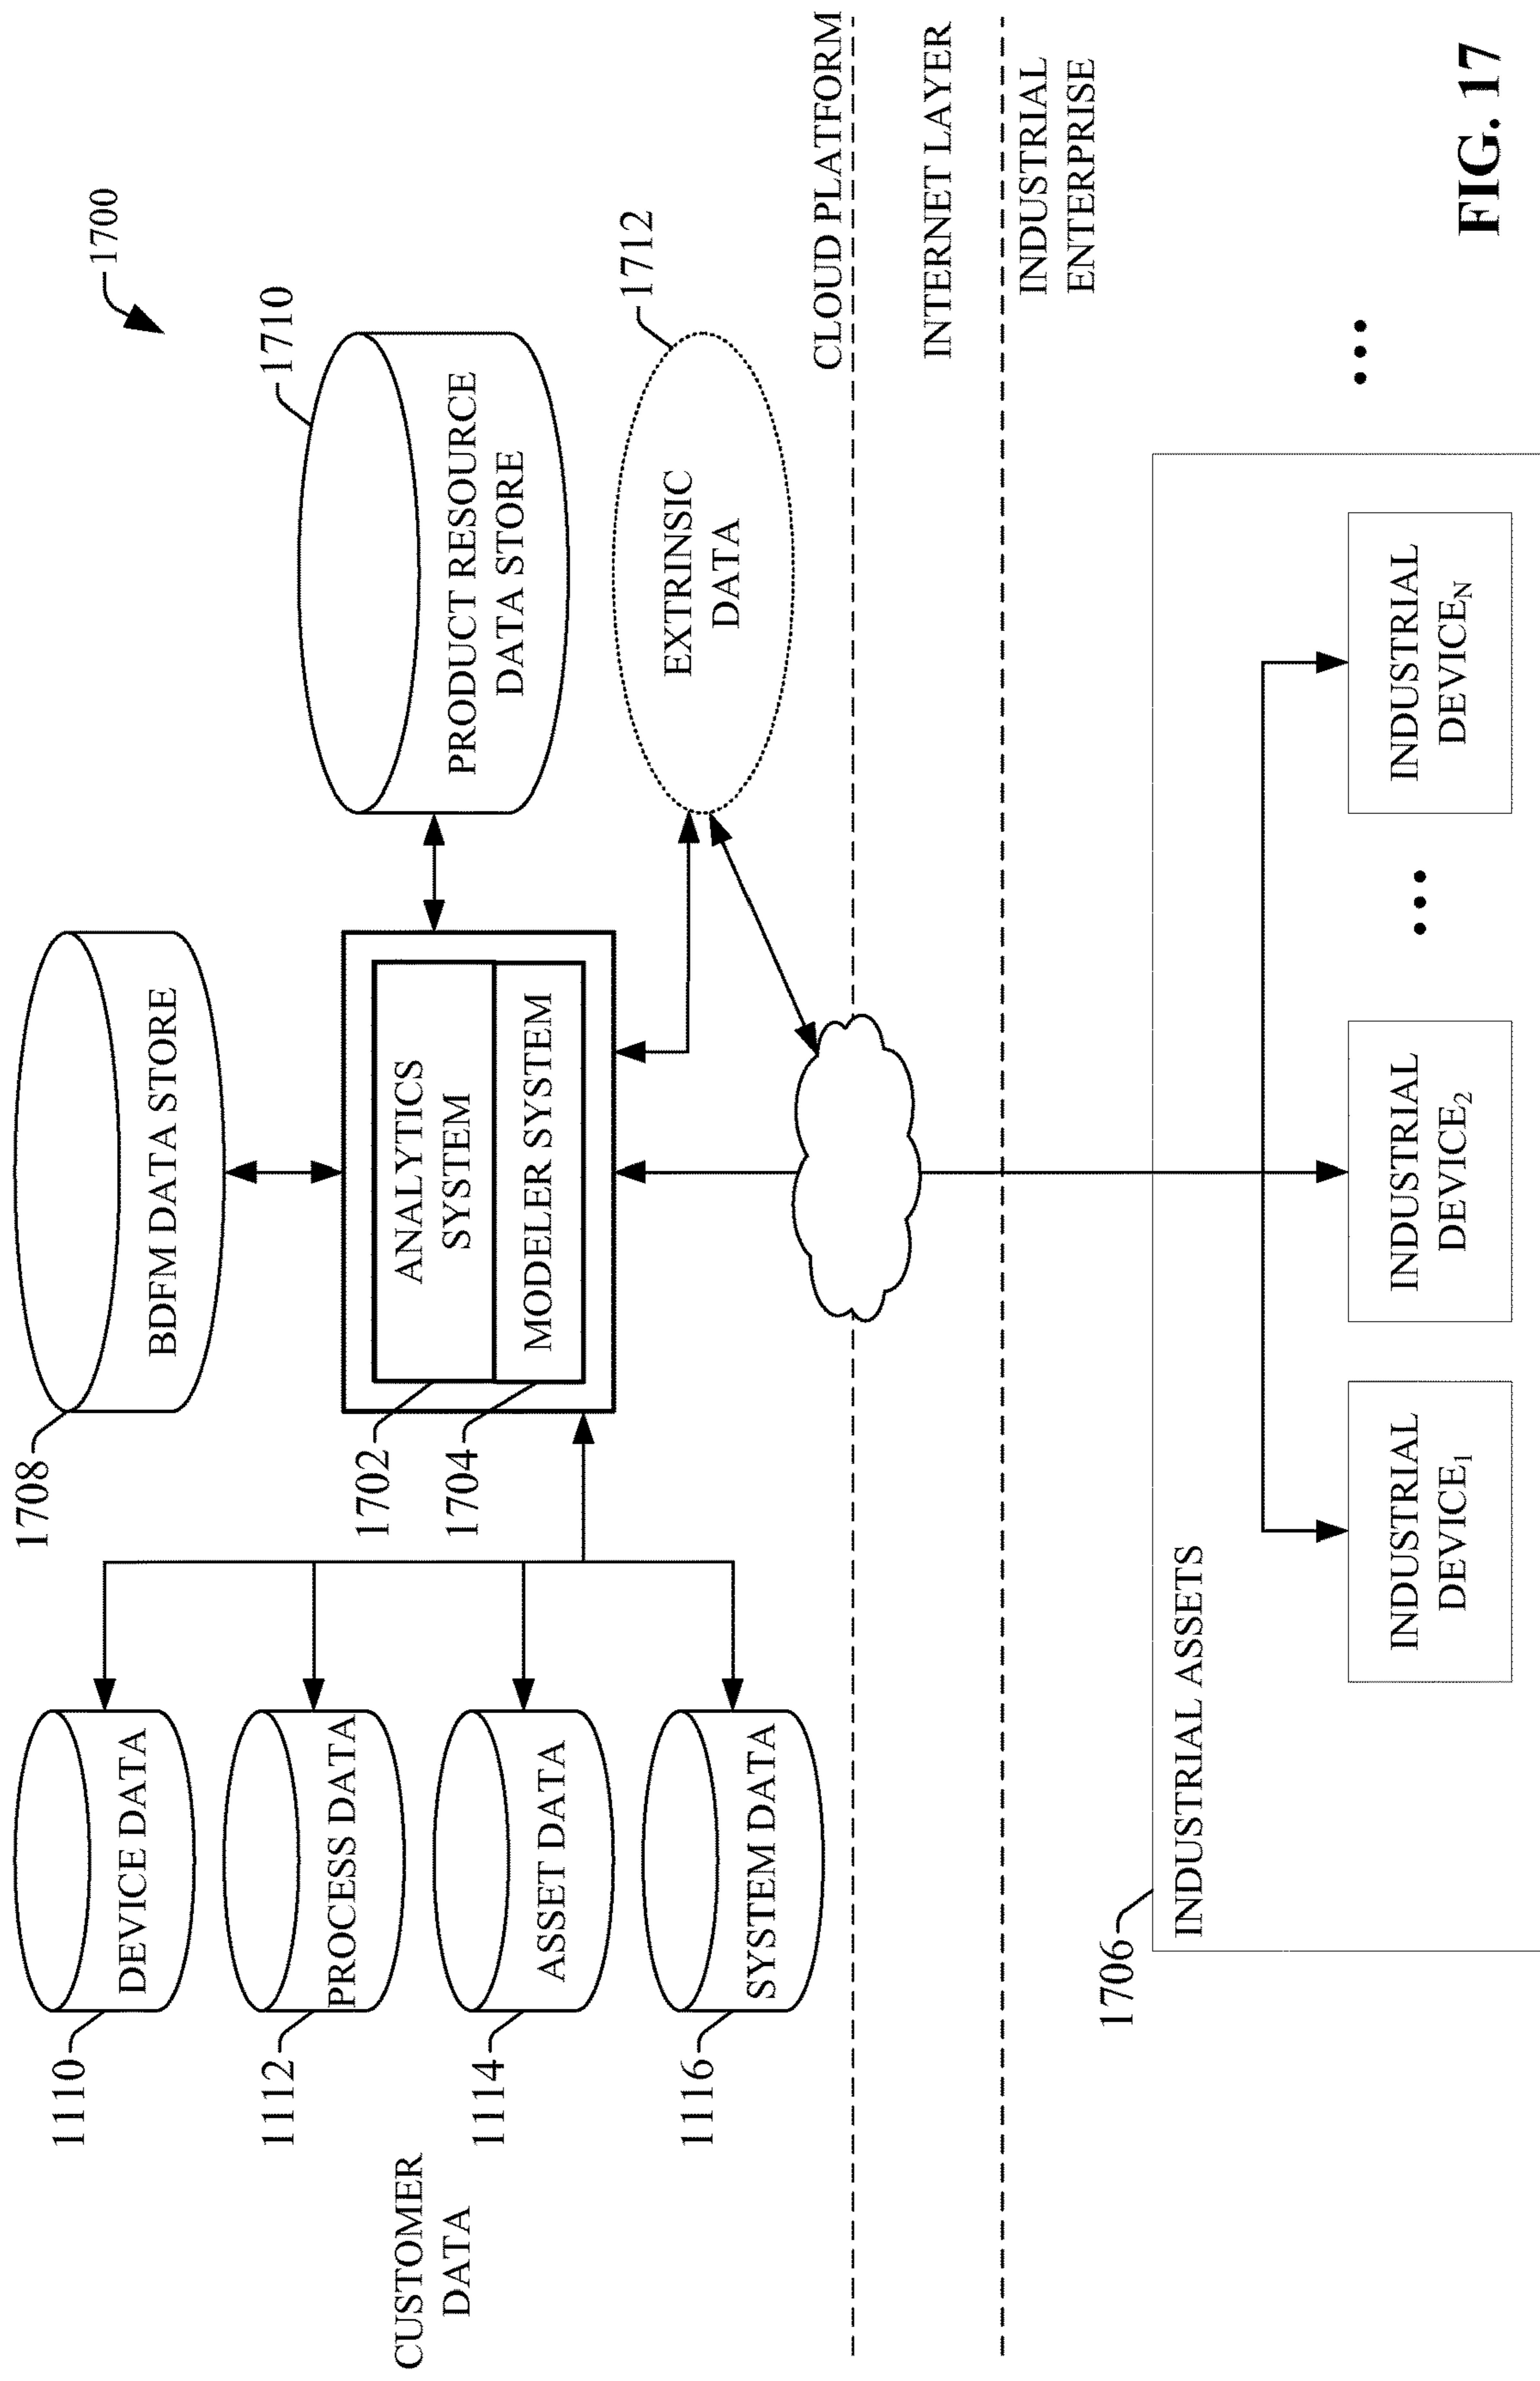 1700
1708
BDFM DATA STORE
1710
PRODUCT RESOURCE
DATA STORE
1110
DEVICE DATA
1112
PROCESS DATA
CUSTOMER
DATA
1114
ASSET DATA
1116
SYSTEM DATA
1702
ANALYTICS
SYSTEM
1704
MODELER SYSTEM
1712
EXTRINSIC
DATA
CLOUD PLATFORM
INTERNET LAYER
INDUSTRIAL
ENTERPRISE
1706
INDUSTRIAL ASSETS
INDUSTRIAL
DEVICE₁
INDUSTRIAL
DEVICE₂
•••
INDUSTRIAL
DEVICE_N
•••
FIG. 17